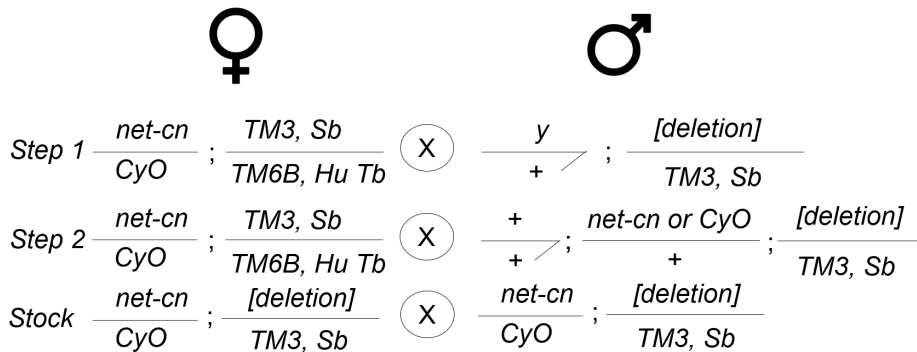 ♀ ♂
Step 1 net-cn / CyO ; TM3, Sb / TM6B, Hu Tb X y / + ; [deletion] / TM3, Sb
Step 2 net-cn / CyO ; TM3, Sb / TM6B, Hu Tb X + / + ; net-cn or CyO / + ; [deletion] / TM3, Sb
Stock net-cn / CyO ; [deletion] / TM3, Sb X net-cn / CyO ; [deletion] / TM3, Sb